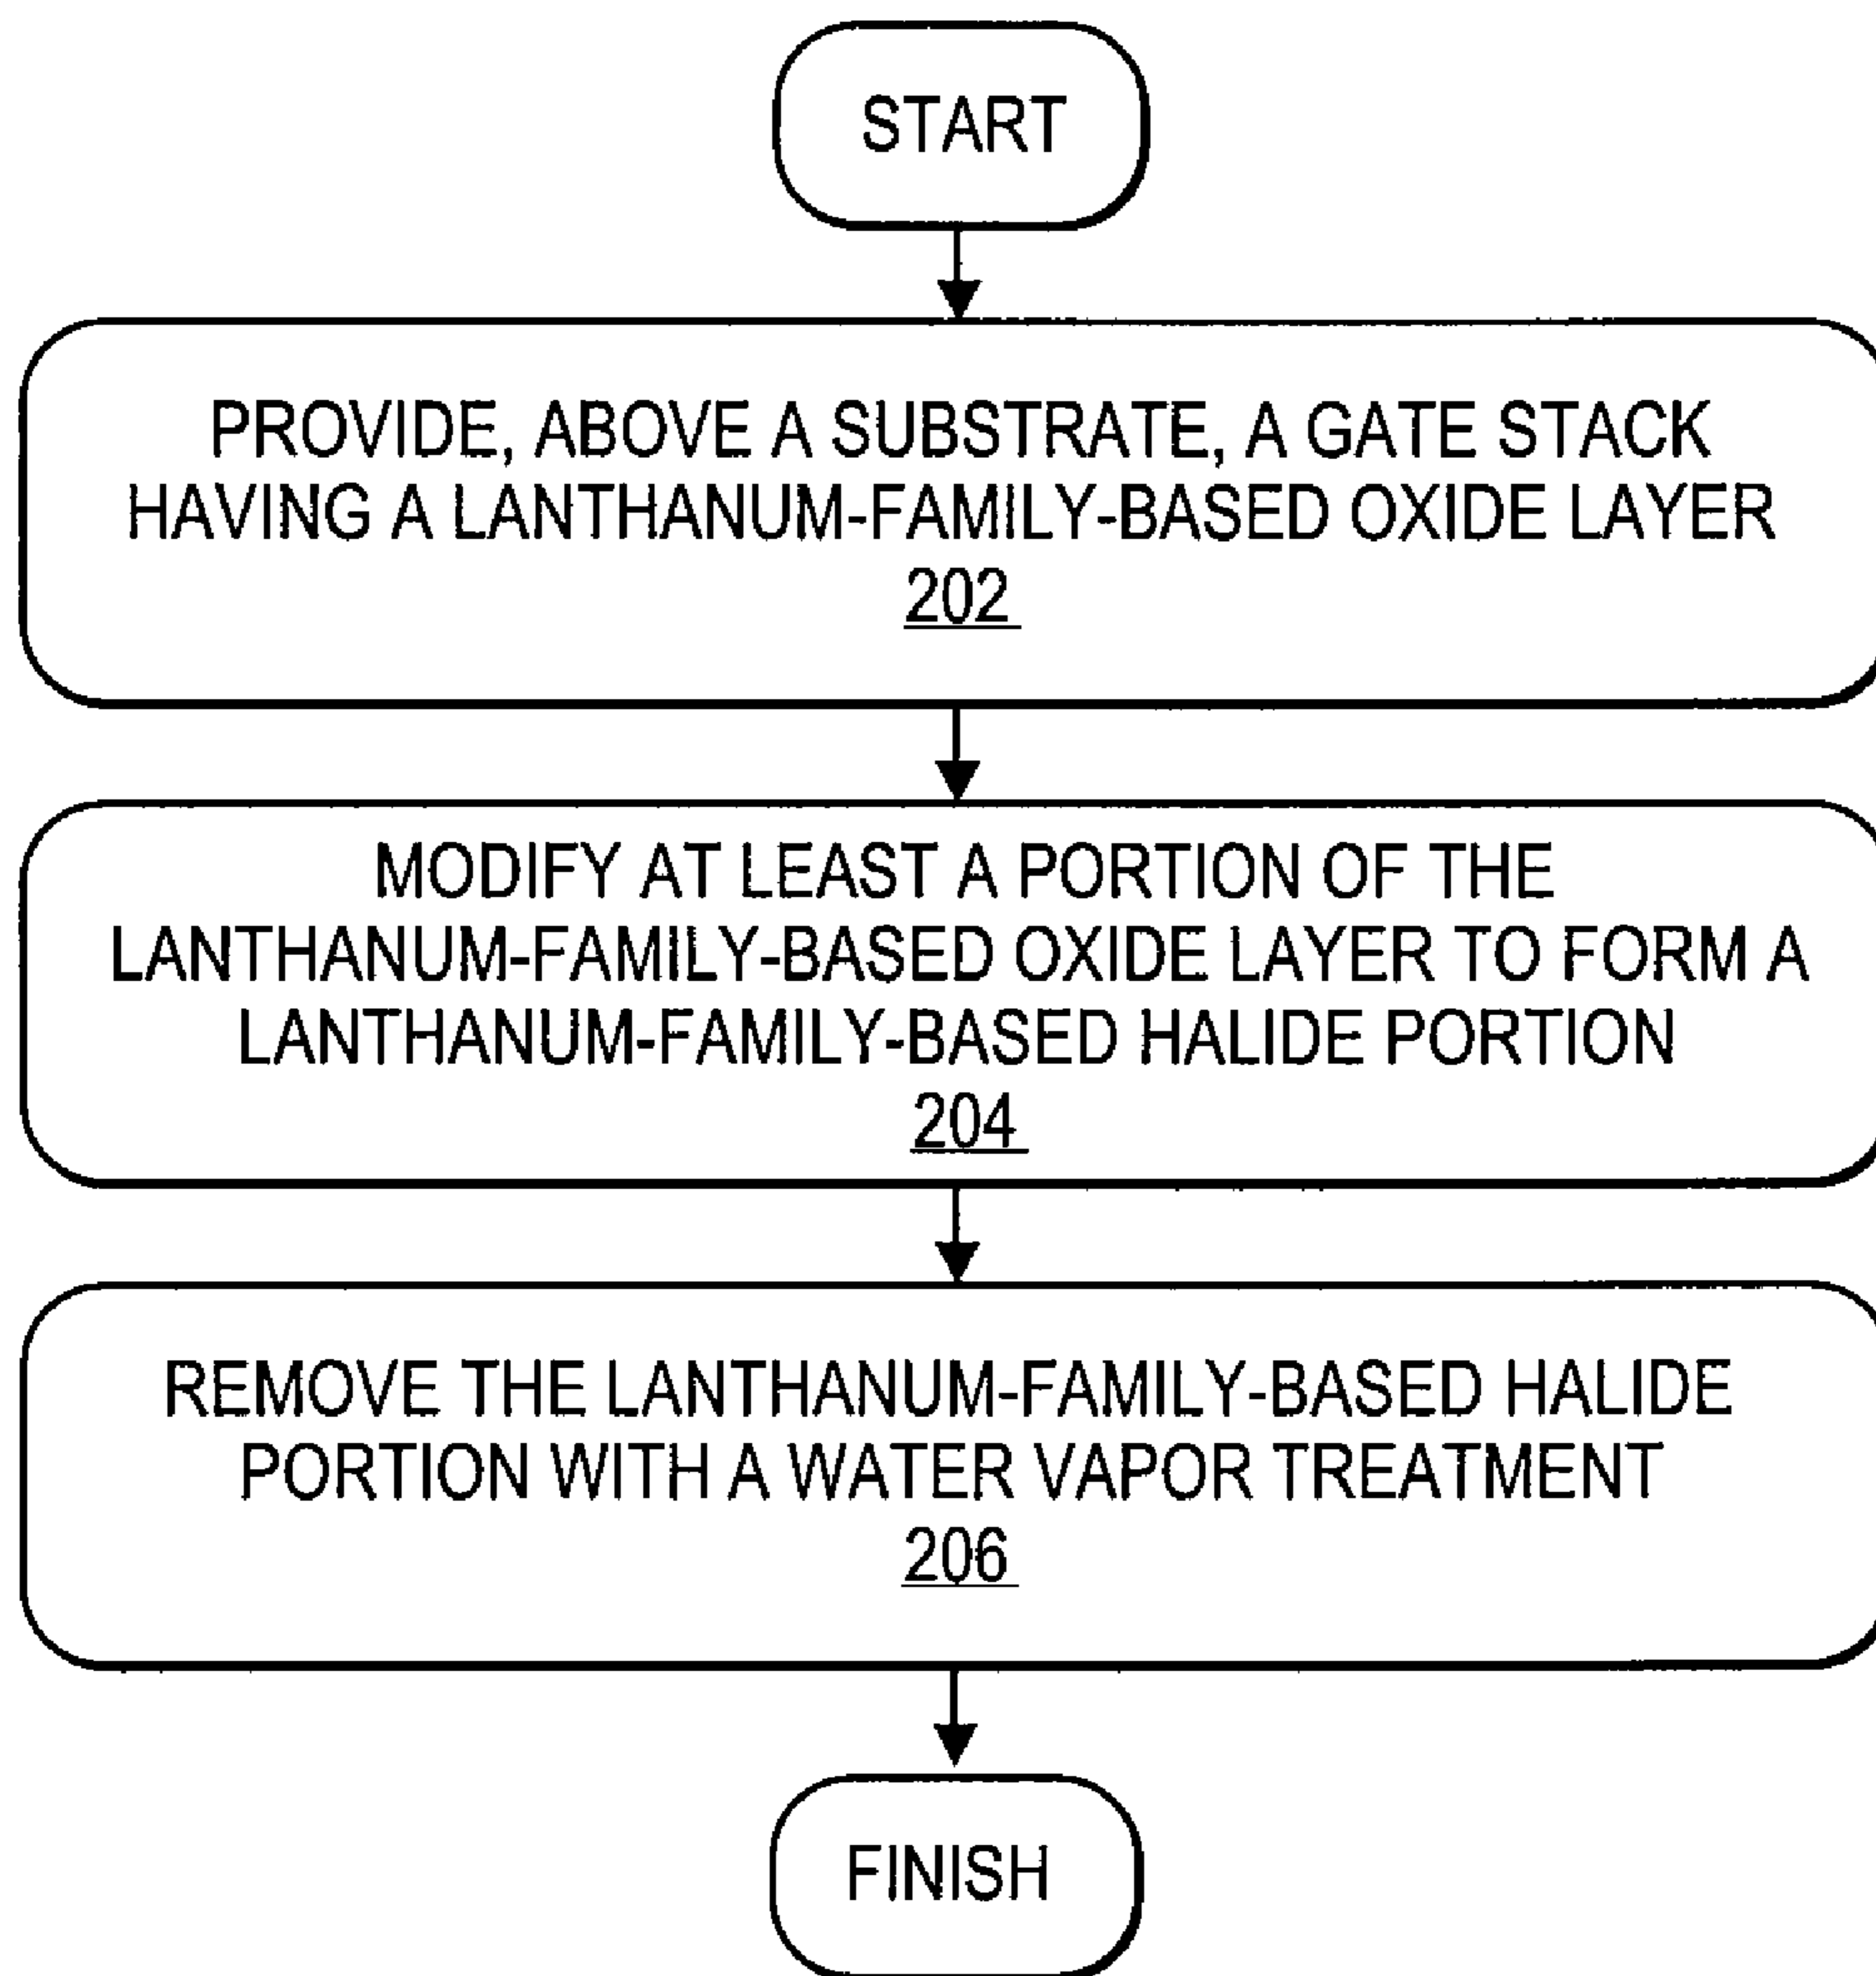 START
PROVIDE, ABOVE A SUBSTRATE, A GATE STACK
HAVING A LANTHANUM-FAMILY-BASED OXIDE LAYER
202
MODIFY AT LEAST A PORTION OF THE
LANTHANUM-FAMILY-BASED OXIDE LAYER TO FORM A
LANTHANUM-FAMILY-BASED HALIDE PORTION
204
REMOVE THE LANTHANUM-FAMILY-BASED HALIDE
PORTION WITH A WATER VAPOR TREATMENT
206
FINISH